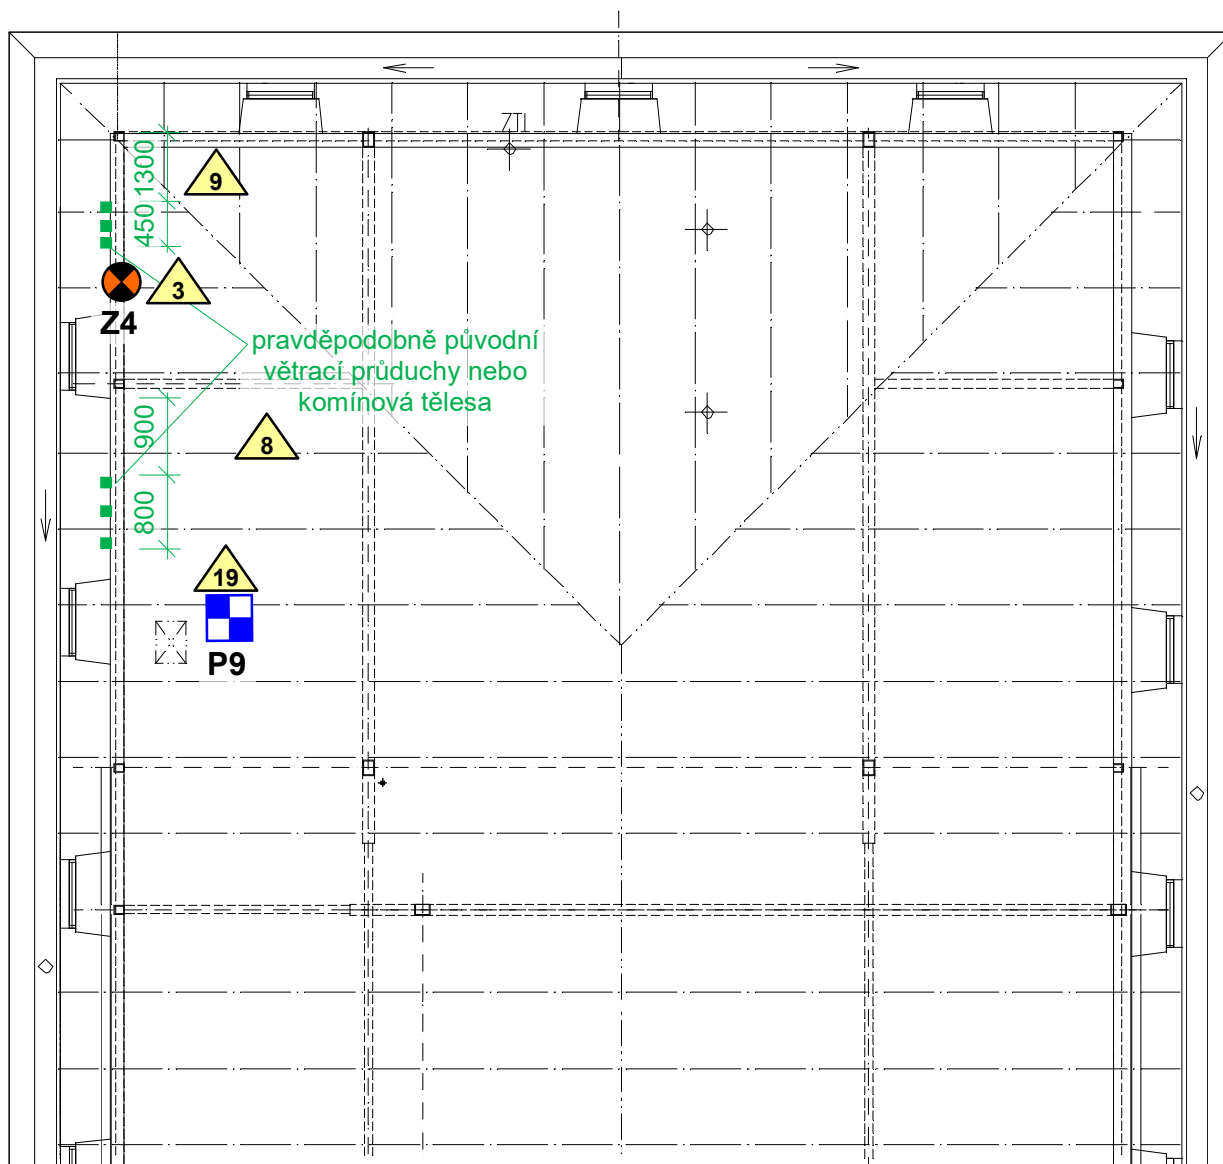 ZTI
1300
9
450
3
Z4
pravděpodobně původní
větrací průduchy nebo
komínová tělesa
900
8
800
19
P9